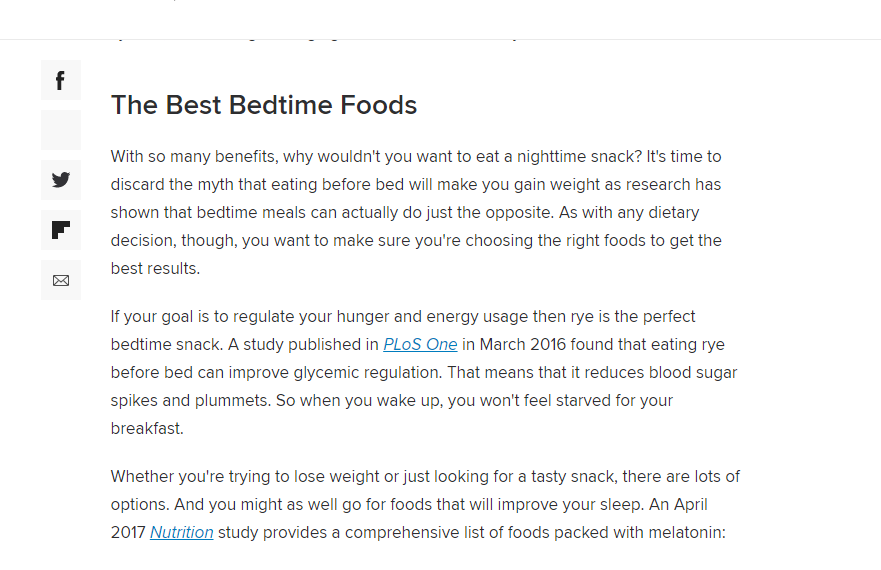 The Best Bedtime Foods
With so many benefits, why wouldn't you want to eat a nighttime snack? It's time to
discard the myth that eating before bed will make you gain weight as research has
shown that bedtime meals can actually do just the opposite. As with any dietary
decision, though, you want to make sure you're choosing the right foods to get the
best results.
If your goal is to regulate your hunger and energy usage then rye is the perfect
bedtime snack. A study published in PLoS One in March 2016 found that eating rye
before bed can improve glycemic regulation. That means that it reduces blood sugar
spikes and plummets. So when you wake up, you won't feel starved for your
breakfast.
Whether you're trying to lose weight or just looking for a tasty snack, there are lots of
options. And you might as well go for foods that will improve your sleep. An April
2017 Nutrition study provides a comprehensive list of foods packed with melatonin: